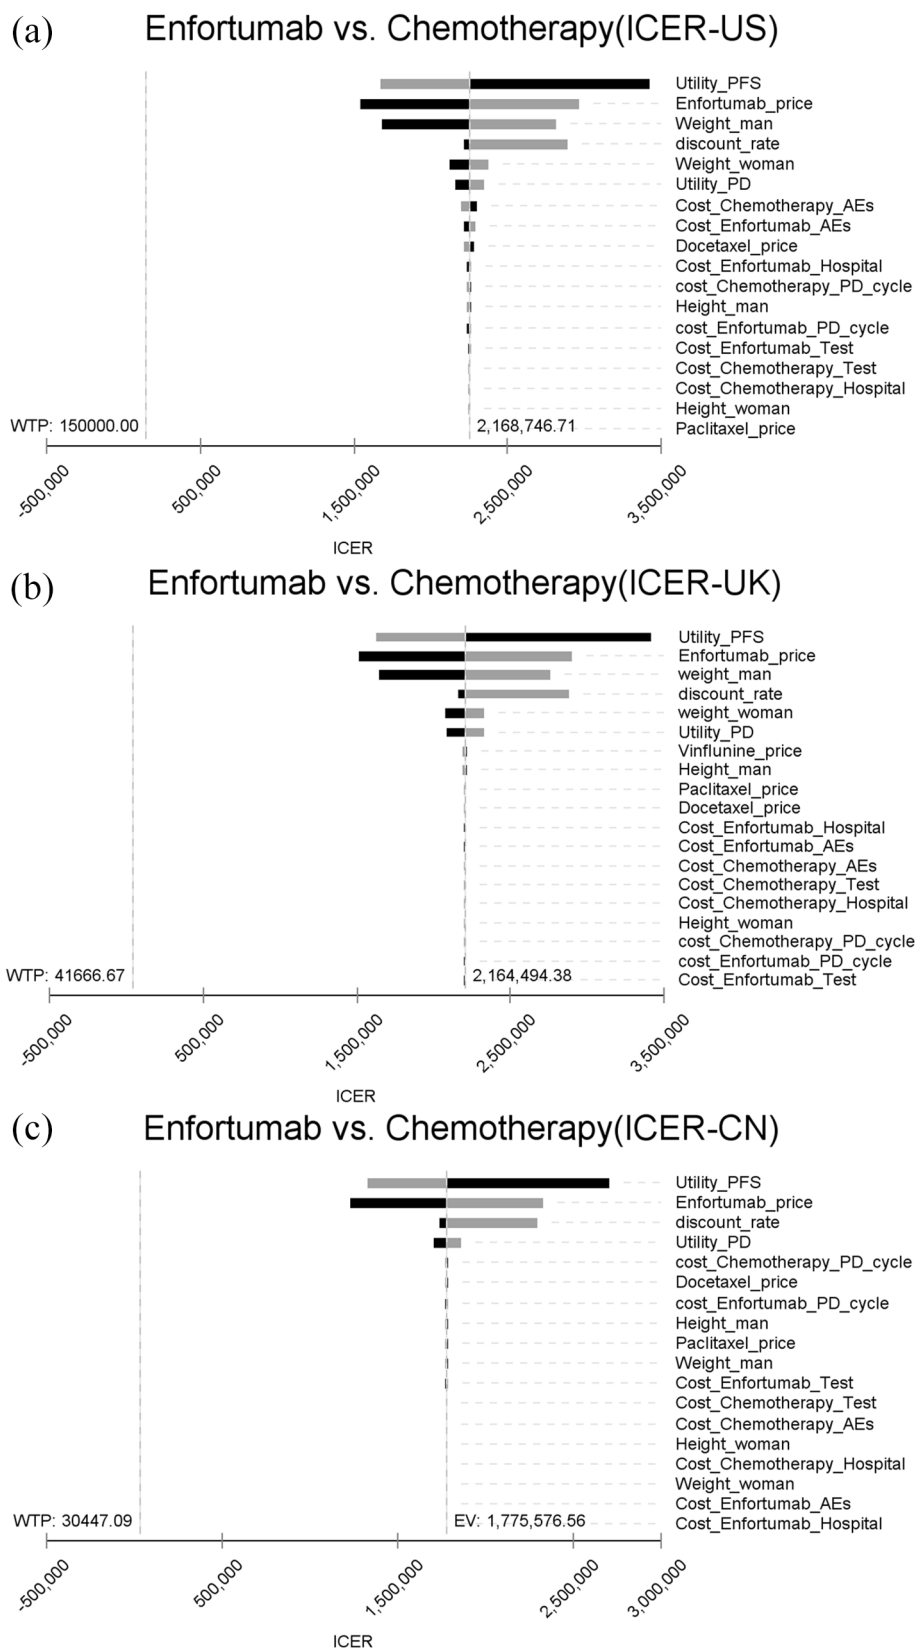 (a)
Enfortumab vs. Chemotherapy(ICER-US)
Utility_PFS
Enfortumab_price
Weight_man
discount_rate
Weight_woman
Utility_PD
Cost_Chemotherapy_AEs
Cost_Enfortumab_AEs
Docetaxel_price
Cost_Enfortumab_Hospital
cost_Chemotherapy_PD_cycle
Height_man
cost_Enfortumab_PD_cycle
Cost_Enfortumab_Test
Cost_Chemotherapy_Test
Cost_Chemotherapy_Hospital
Height_woman
WTP: 150000.00 2,168,746.71 Paclitaxel_price
-500,000 500,000 1,500,000 2,500,000 3,500,000
ICER
(b)
Enfortumab vs. Chemotherapy(ICER-UK)
Utility_PFS
Enfortumab_price
weight_man
discount_rate
weight_woman
Utility_PD
Vinflunine_price
Height_man
Paclitaxel_price
Docetaxel_price
Cost_Enfortumab_Hospital
Cost_Enfortumab_AEs
Cost_Chemotherapy_AEs
Cost_Chemotherapy_Test
Cost_Chemotherapy_Hospital
Height_woman
cost_Chemotherapy_PD_cycle
cost_Enfortumab_PD_cycle
WTP: 41666.67 2,164,494.38 Cost_Enfortumab_Test
-500,000 500,000 1,500,000 2,500,000 3,500,000
ICER
(c)
Enfortumab vs. Chemotherapy(ICER-CN)
Utility_PFS
Enfortumab_price
discount_rate
Utility_PD
cost_Chemotherapy_PD_cycle
Docetaxel_price
cost_Enfortumab_PD_cycle
Height_man
Paclitaxel_price
Weight_man
Cost_Enfortumab_Test
Cost_Chemotherapy_Test
Cost_Chemotherapy_AEs
Height_woman
Cost_Chemotherapy_Hospital
Weight_woman
Cost_Enfortumab_AEs
WTP: 30447.09 EV: 1,775,576.56 Cost_Enfortumab_Hospital
-500,000 500,000 1,500,000 2,500,000 3,000,000
ICER